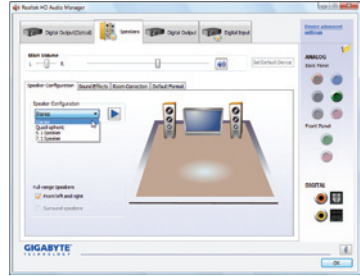 Realtek HD Audio Manager
Digital Output(Optical)
Speakers
Digital Output
Digital Input
Device advanced settings
Main Volume
L
R
Set Default Device
ANALOG
Back Panel
Speaker Configuration
Sound Effects
Room Correction
Default Format
Speaker Configuration
Stereo
Stereo
Quadraphonic
5.1 Speaker
7.1 Speaker
Front Panel
Full-range Speakers
Front left and right
Surround speakers
DIGITAL
GIGABYTE
TECHNOLOGY
OK